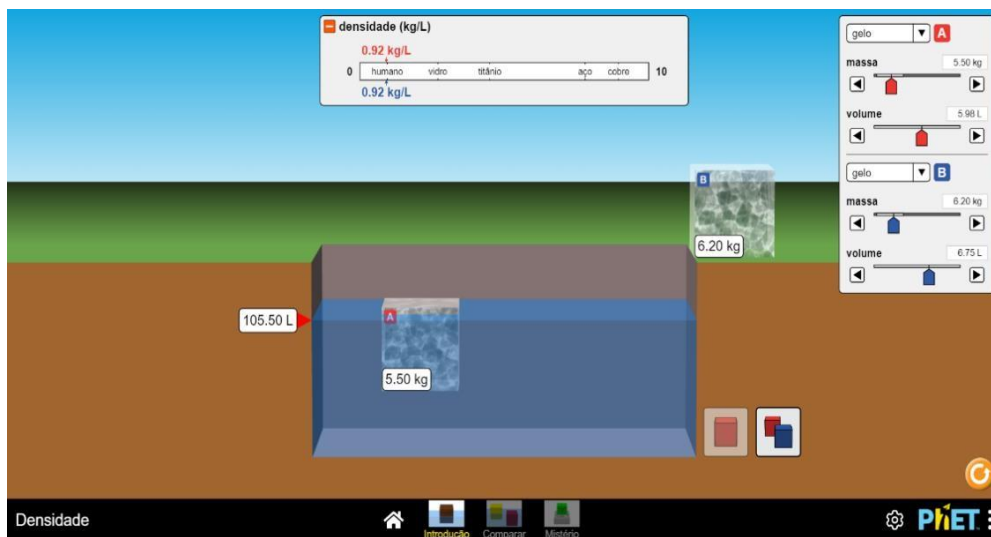 densidade (kg/L)
0.92 kg/L
0 humano vidro titânio aço cobre 10
0.92 kg/L
gelo A
massa 5.50 kg
volume 5.98 L
gelo B
massa 6.20 kg
volume 6.75 L
B
6.20 kg
105.50 L
A
5.50 kg
Densidade
Introdução Comparar Mistério
PhET